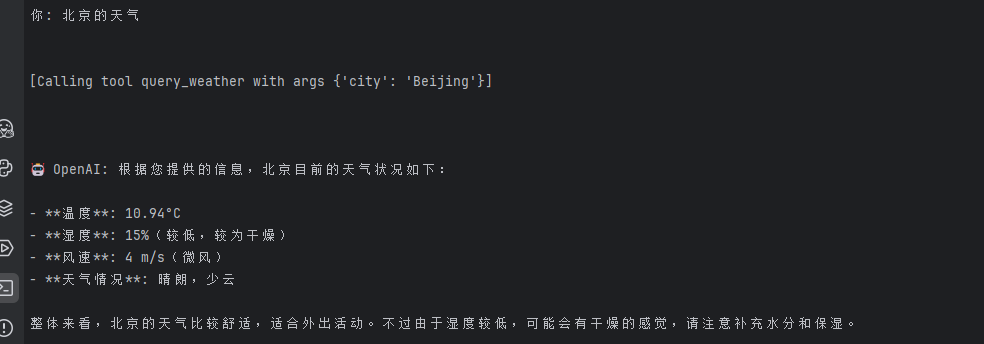 你: 北京的天气
[Calling tool query_weather with args {'city': 'Beijing'}]
🤖 OpenAI: 根据您提供的信息，北京目前的天气状况如下：
- **温度**: 10.94°C
- **湿度**: 15%（较低，较为干燥）
- **风速**: 4 m/s（微风）
- **天气情况**: 晴朗，少云
整体来看，北京的天气比较舒适，适合外出活动。不过由于湿度较低，可能会有干燥的感觉，请注意补充水分和保湿。